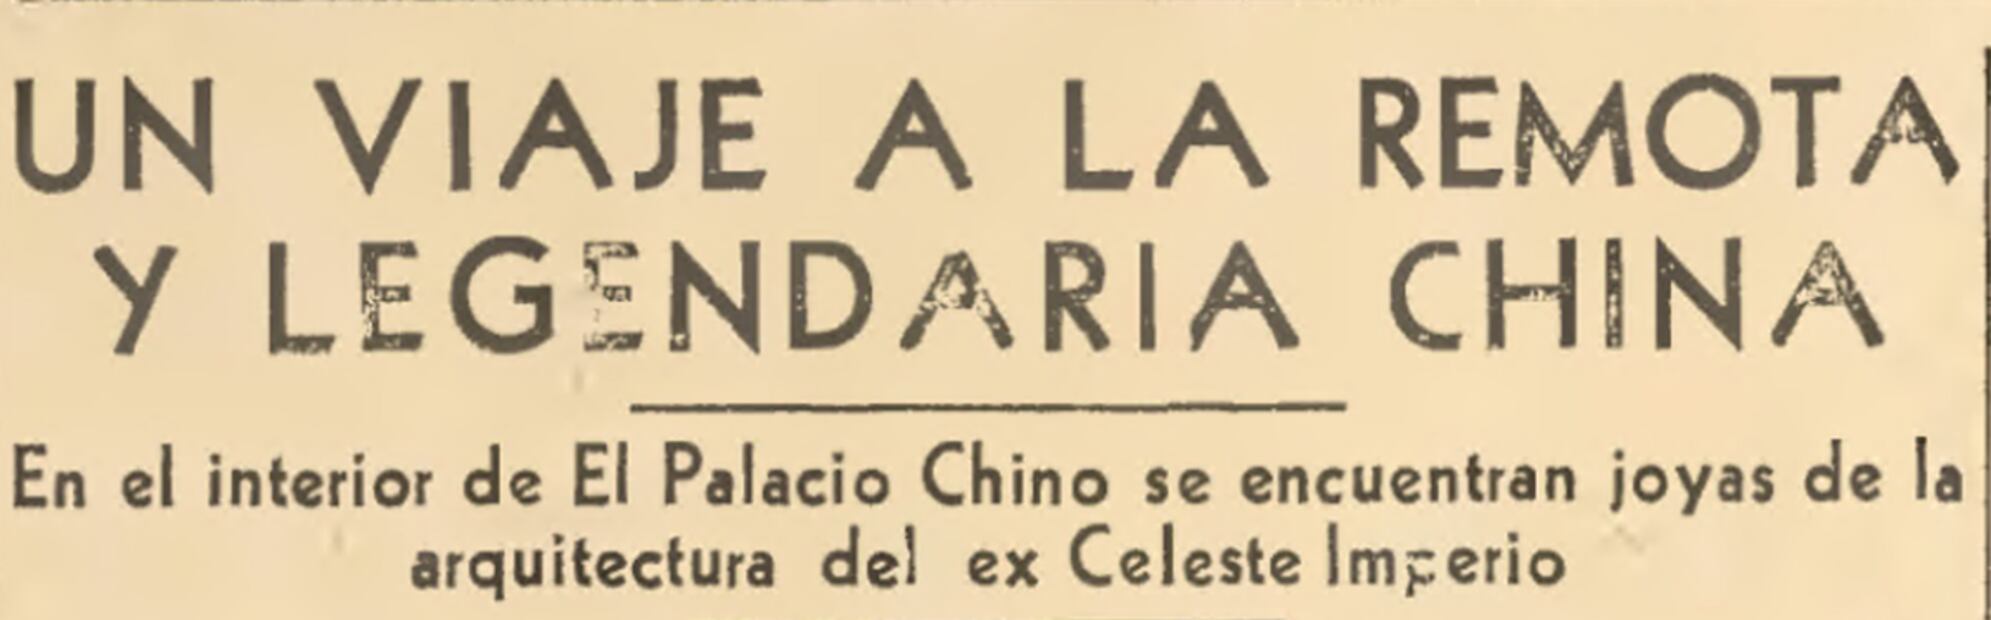 UN VIAJE A LA REMOTA
Y LEGENDARIA CHINA
En el interior de El Palacio Chino se encuentran joyas de la
arquitectura del ex Celeste Imperio